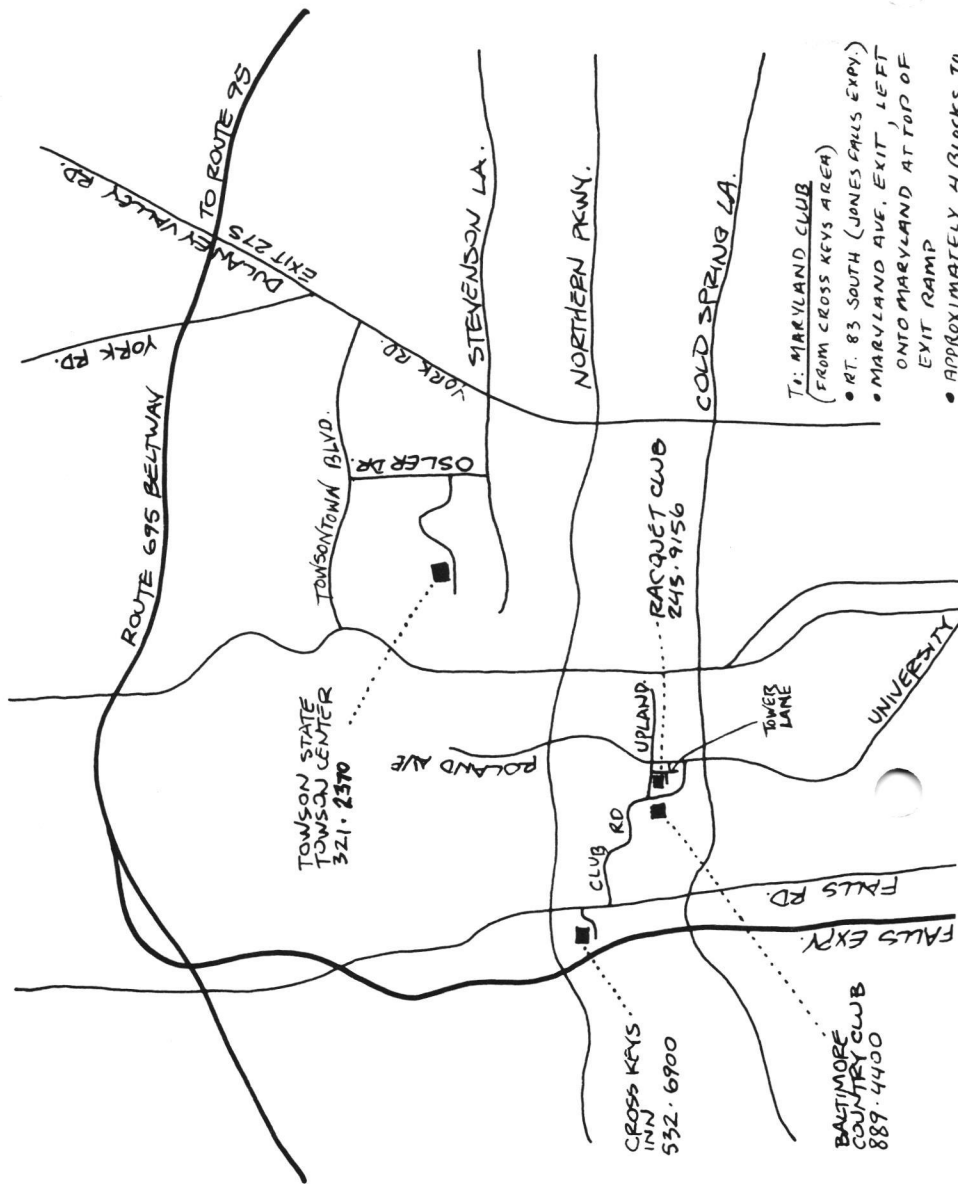 TO ROUTE 95
DULANEY VALLEY RD.
EXIT 27S
YORK RD.
ROUTE 695 BELTWAY
TOWSONTOWN BLVD.
YORK RD.
STEVENSON LA.
OSLER DR.
NORTHERN PKWY.
COLD SPRING LA.
TOWSON STATE
TOWSON CENTER
321·2370
ROLAND AVE
UPLAND.
RACQUET CLUB
243·9156
TOWER
LANE
UNIVERSITY
CLUB RD
FALLS RD.
FALLS EXPY.
CROSS KEYS
INN
532·6900
BALTIMORE
COUNTRY CLUB
889·4400
TO: MARYLAND CLUB
(FROM CROSS KEYS AREA)
• RT. 83 SOUTH (JONES FALLS EXPY.)
• MARYLAND AVE. EXIT, LEFT
ONTO MARYLAND AT TOP OF
EXIT RAMP
• APPROXIMATELY 4 BLOCKS TO